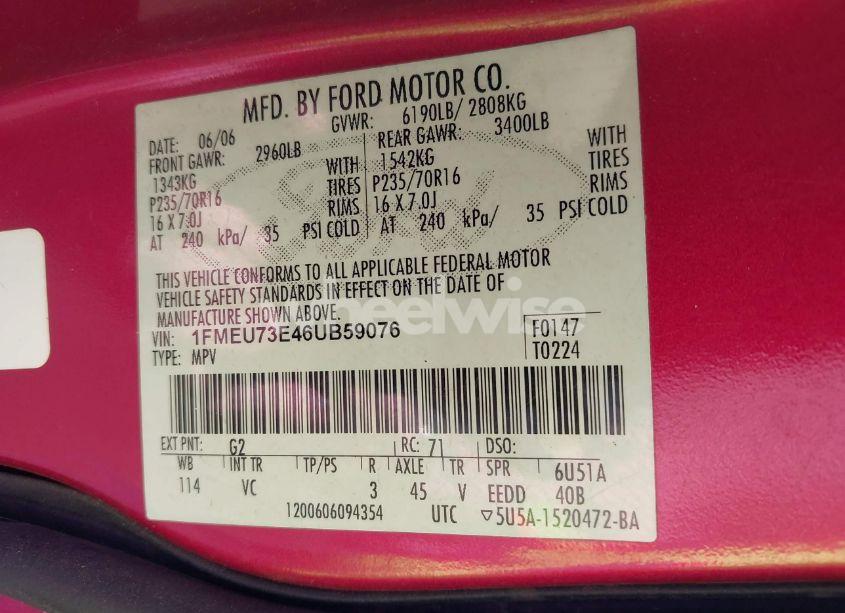 MFD. BY FORD MOTOR CO.
DATE: 06/06 GVWR: 6190LB/ 2808KG
FRONT GAWR: 2960LB REAR GAWR: 3400LB
1343KG WITH 1542KG WITH
P235/70R16 TIRES P235/70R16 TIRES
16 X 7.0J RIMS 16 X 7.0J RIMS
AT 240 kPa/ 35 PSI COLD AT 240 kPa/ 35 PSI COLD
THIS VEHICLE CONFORMS TO ALL APPLICABLE FEDERAL MOTOR
VEHICLE SAFETY STANDARDS IN EFFECT ON THE DATE OF
MANUFACTURE SHOWN ABOVE.
VIN: 1FMEU73E46UB59076 F0147
TYPE: MPV T0224
EXT PNT: G2 RC: 71 DSO:
WB INT TR TP/PS R AXLE TR SPR 6U51A
114 VC 3 45 V EEDD 40B
1200606094354 UTC ▽5U5A-1520472-BA